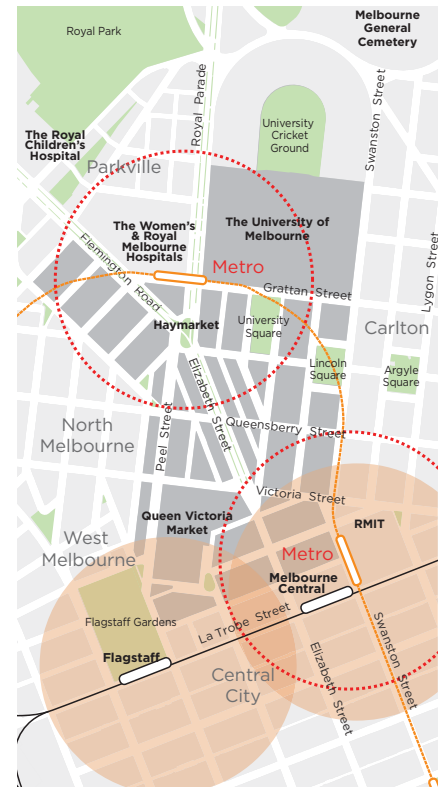 Melbourne
General
Cemetery
Royal Park
Royal Parade
Swanston Street
University
Cricket
Ground
The Royal
Children's
Hospital
Parkville
The Women's
& Royal
Melbourne
Hospitals
The University of
Melbourne
Lygon Street
Flemington Road
Metro
Grattan Street
Haymarket
University
Square
Carlton
Elizabeth Street
Lincoln
Square
Argyle
Square
North
Melbourne
Peel Street
Queensberry Street
Victoria Street
Queen Victoria
Market
RMIT
West
Melbourne
Metro
Melbourne
Central
Flagstaff Gardens
La Trobe Street
Swanston Street
Elizabeth Street
Flagstaff
Central
City